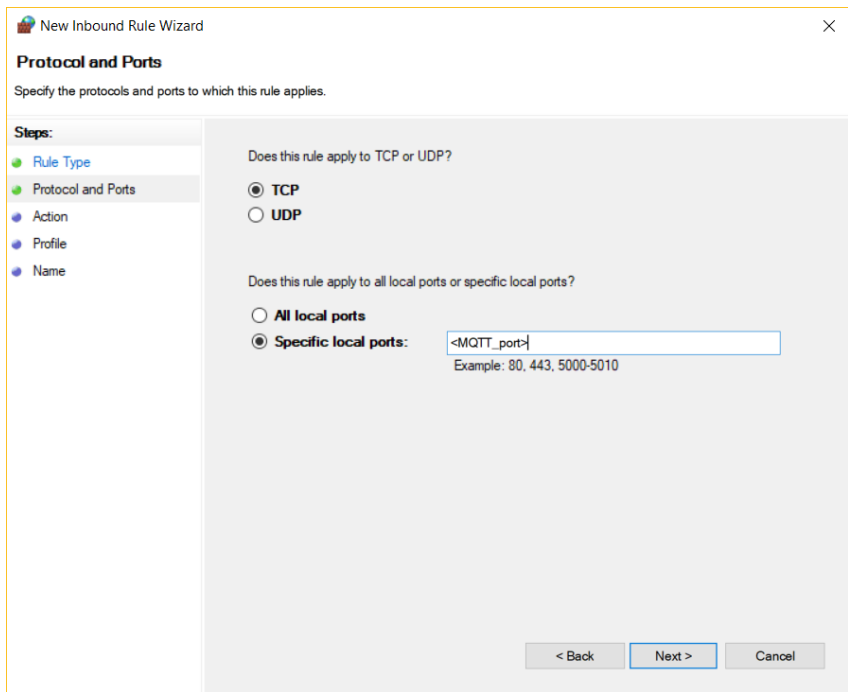 New Inbound Rule Wizard
Protocol and Ports
Specify the protocols and ports to which this rule applies.
Steps:
Rule Type
Protocol and Ports
Action
Profile
Name
Does this rule apply to TCP or UDP?
TCP
UDP
Does this rule apply to all local ports or specific local ports?
All local ports
Specific local ports: <MQTT_port>
Example: 80, 443, 5000-5010
< Back Next > Cancel